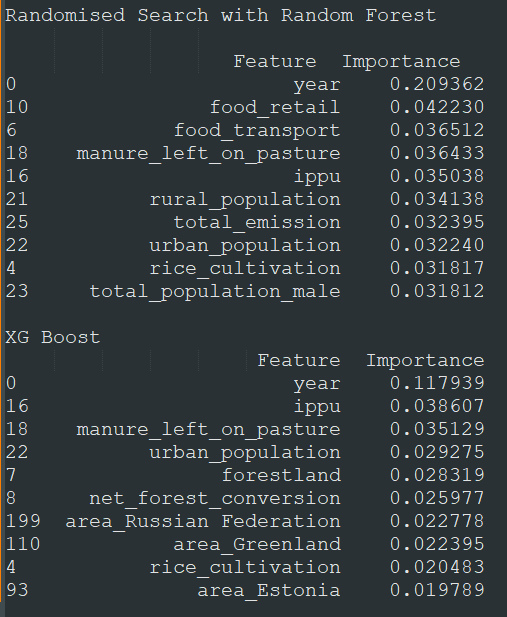 Randomised Search with Random Forest
Feature Importance
0 year 0.209362
10 food_retail 0.042230
6 food_transport 0.036512
18 manure_left_on_pasture 0.036433
16 ippu 0.035038
21 rural_population 0.034138
25 total_emission 0.032395
22 urban_population 0.032240
4 rice_cultivation 0.031817
23 total_population_male 0.031812
XG Boost
Feature Importance
0 year 0.117939
16 ippu 0.038607
18 manure_left_on_pasture 0.035129
22 urban_population 0.029275
7 forestland 0.028319
8 net_forest_conversion 0.025977
199 area_Russian Federation 0.022778
110 area_Greenland 0.022395
4 rice_cultivation 0.020483
93 area_Estonia 0.019789